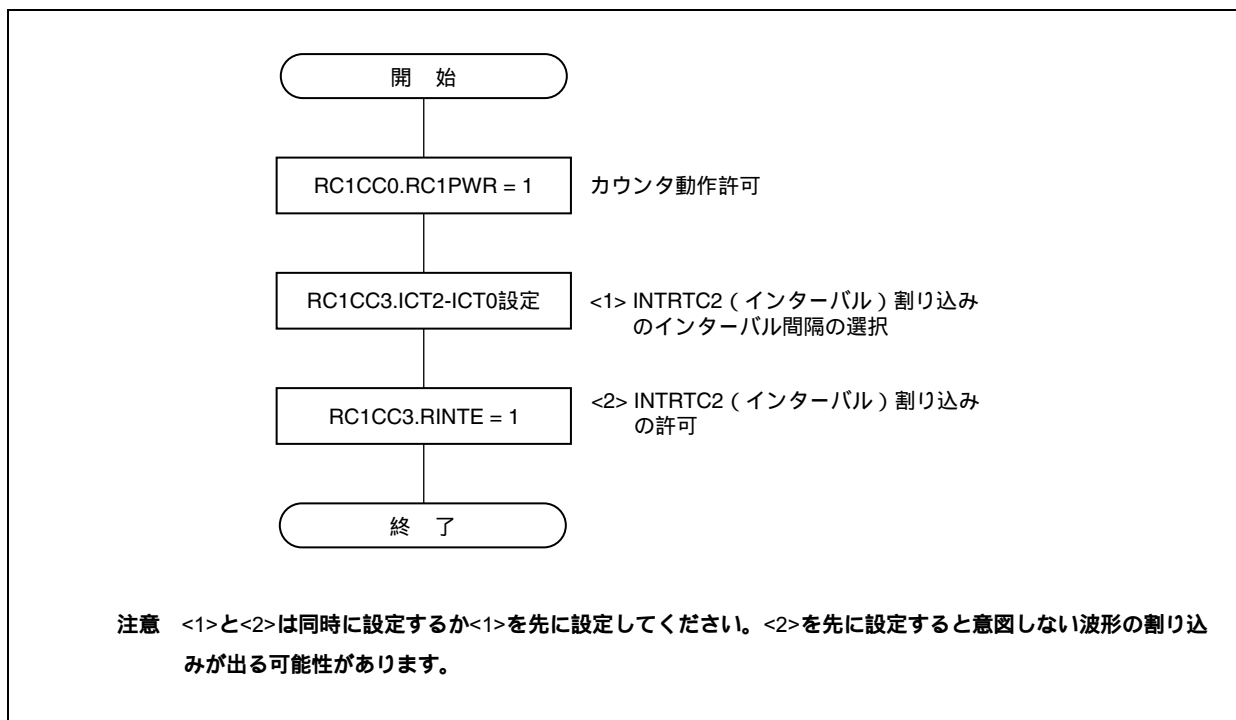 開 始
RC1CC0.RC1PWR = 1
カウンタ動作許可
RC1CC3.ICT2-ICT0設定
<1> INTRTC2（インターバル）割り込み
のインターバル間隔の選択
RC1CC3.RINTE = 1
<2> INTRTC2（インターバル）割り込み
の許可
終 了
注意 <1>と<2>は同時に設定するか<1>を先に設定してください。<2>を先に設定すると意図しない波形の割り込
みが出る可能性があります。